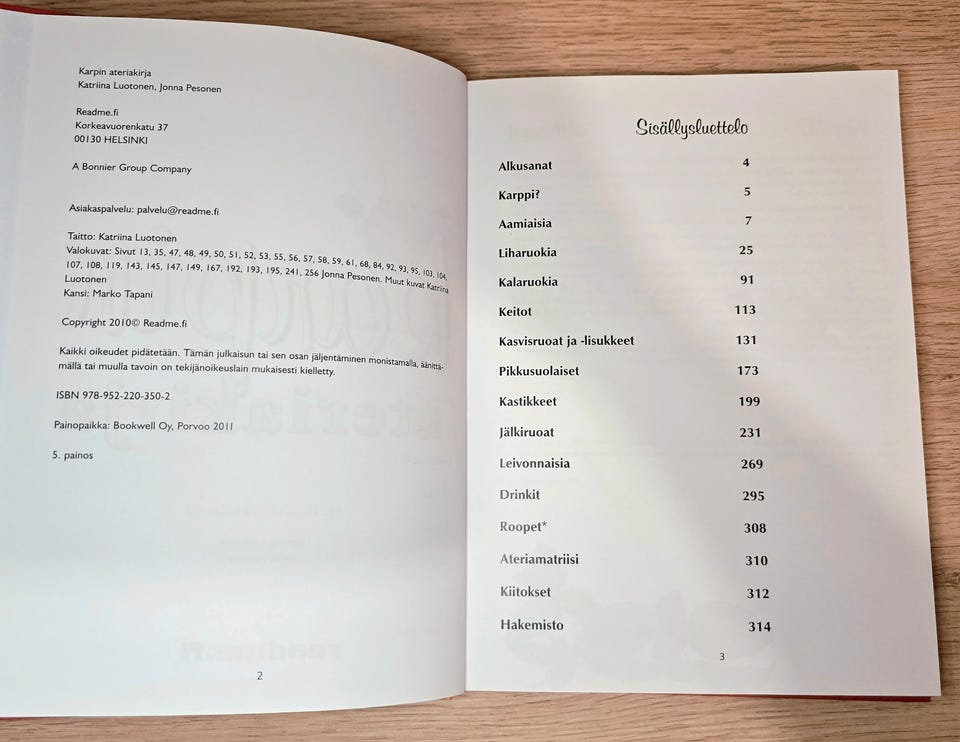 Karpin ateriakirja
Katriina Luotonen, Jonna Pesonen
Readme.fi
Korkeavuorenkatu 37
00130 HELSINKI
A Bonnier Group Company
Asiakaspalvelu: palvelu@readme.fi
Taitto: Katriina Luotonen
Valokuvat: Sivut 13, 35, 47, 48, 49, 50, 51, 52, 53, 55, 56, 57, 58, 59, 61, 68, 84, 92, 93, 95, 103, 104,
107, 108, 119, 143, 145, 147, 149, 167, 192, 193, 195, 241, 256 Jonna Pesonen. Muut kuvat Katriina
Luotonen
Kansi: Marko Tapani
Copyright 2010© Readme.fi
Kaikki oikeudet pidätetään. Tämän julkaisun tai sen osan jäljentäminen monistamalla, äänittä-
mällä tai muulla tavoin on tekijänoikeuslain mukaisesti kielletty.
ISBN 978-952-220-350-2
Painopaikka: Bookwell Oy, Porvoo 2011
5. painos
2
Sisällysluettelo
Alkusanat 4
Karppi? 5
Aamiaisia 7
Liharuokia 25
Kalaruokia 91
Keitot 113
Kasvisruoat ja -lisukkeet 131
Pikkusuolaiset 173
Kastikkeet 199
Jälkiruoat 231
Leivonnaisia 269
Drinkit 295
Roopet* 308
Ateriamatriisi 310
Kiitokset 312
Hakemisto 314
3